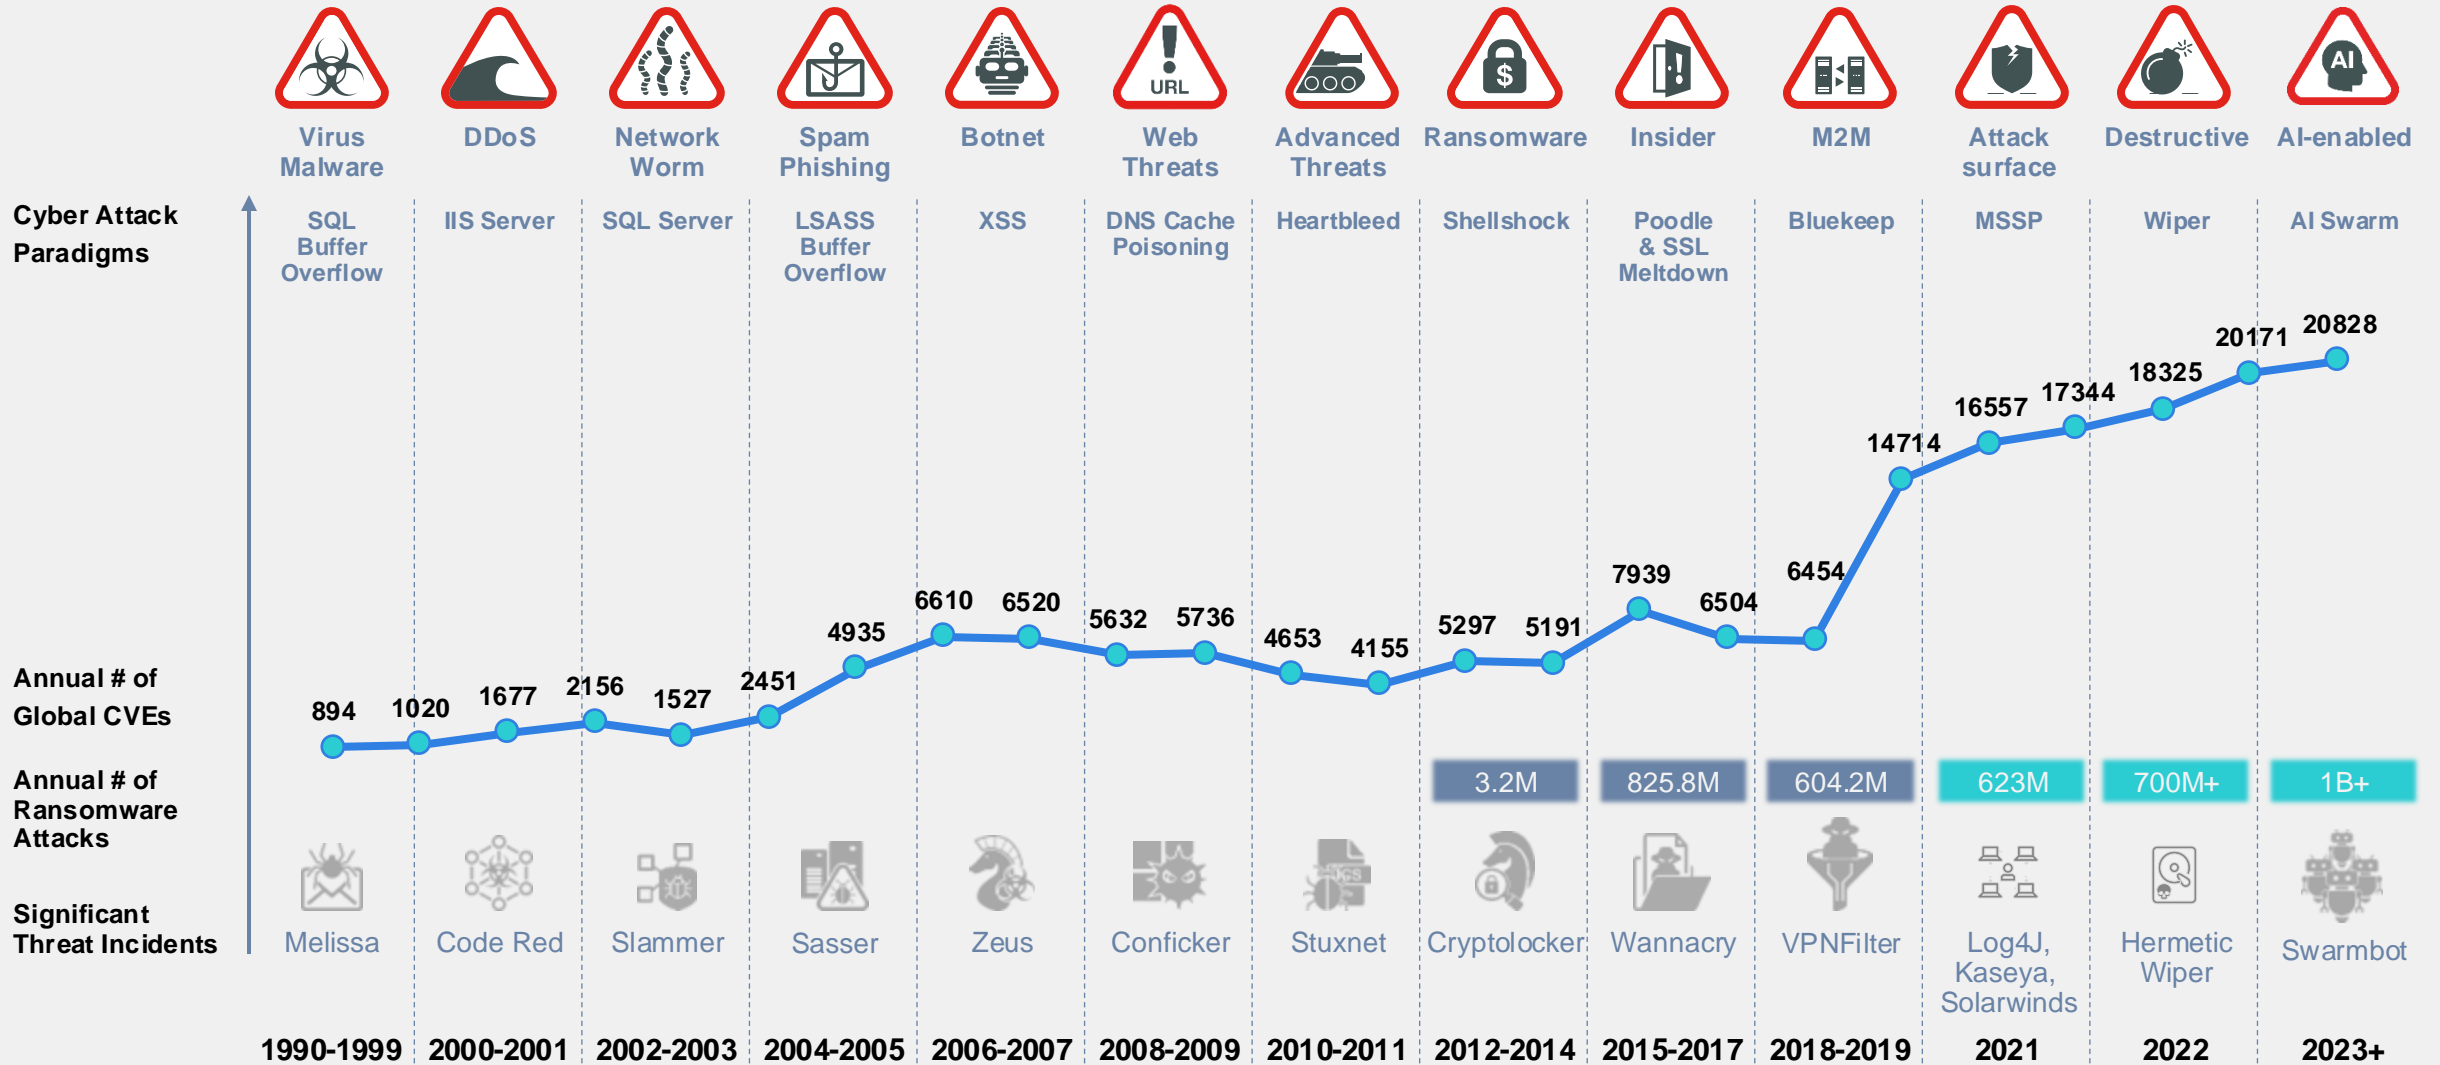 URL
$
!
AI
Virus
Malware
DDoS
Network
Worm
Spam
Phishing
Botnet
Web
Threats
Advanced
Threats
Ransomware
Insider
M2M
Attack
surface
Destructive
AI-enabled
Cyber Attack
Paradigms
SQL
Buffer
Overflow
IIS Server
SQL Server
LSASS
Buffer
Overflow
XSS
DNS Cache
Poisoning
Heartbleed
Shellshock
Poodle
& SSL
Meltdown
Bluekeep
MSSP
Wiper
AI Swarm
Annual # of
Global CVEs
894
1020
1677
2156
1527
2451
4935
6610
6520
5632
5736
4653
4155
5297
5191
7939
6504
6454
14714
16557
17344
18325
20171
20828
Annual # of
Ransomware
Attacks
3.2M
825.8M
604.2M
623M
700M+
1B+
Significant
Threat Incidents
Melissa
Code Red
Slammer
Sasser
Zeus
Conficker
Stuxnet
Cryptolocker
Wannacry
VPNFilter
Log4J,
Kaseya,
Solarwinds
Hermetic
Wiper
Swarmbot
1990-1999
2000-2001
2002-2003
2004-2005
2006-2007
2008-2009
2010-2011
2012-2014
2015-2017
2018-2019
2021
2022
2023+